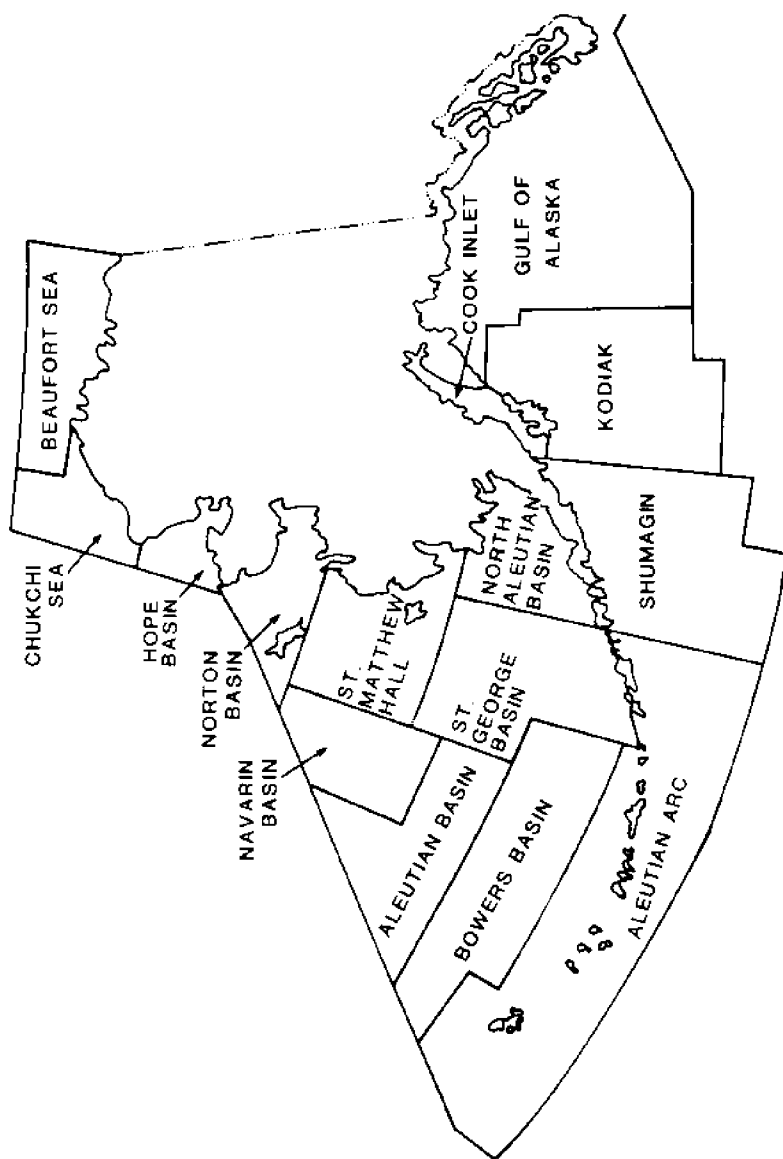 CHUKCHI
SEA
BEAUFORT SEA
HOPE
BASIN
NORTON
BASIN
NAVARIN
BASIN
ST.
MATTHEW
HALL
ALEUTIAN BASIN
ST.
GEORGE
BASIN
NORTH
ALEUTIAN
BASIN
COOK INLET
GULF OF
ALASKA
BOWERS BASIN
KODIAK
SHUMAGIN
ALEUTIAN ARC